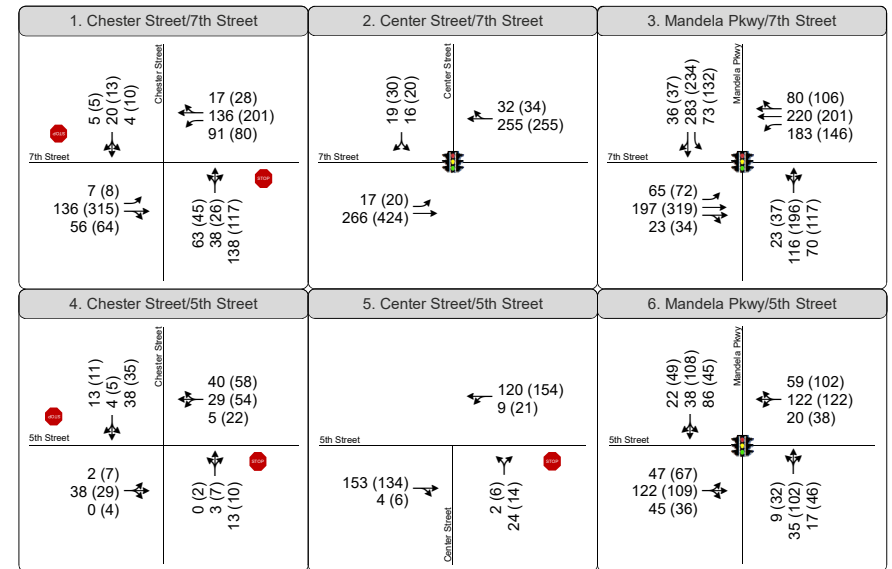 1. Chester Street/7th Street
2. Center Street/7th Street
3. Mandela Pkwy/7th Street
5 (5)
20 (13)
4 (10)
Chester Street
17 (28)
136 (201)
91 (80)
STOP
7th Street
STOP
7 (8)
136 (315)
56 (64)
63 (45)
38 (26)
138 (117)
19 (30)
16 (20)
Center Street
32 (34)
255 (255)
7th Street
17 (20)
266 (424)
36 (37)
283 (234)
73 (132)
Mandela Pkwy
80 (106)
220 (201)
183 (146)
7th Street
65 (72)
197 (319)
23 (34)
23 (37)
116 (196)
70 (117)
4. Chester Street/5th Street
5. Center Street/5th Street
6. Mandela Pkwy/5th Street
13 (11)
4 (5)
38 (35)
Chester Street
40 (58)
29 (54)
5 (22)
STOP
5th Street
STOP
2 (7)
38 (29)
0 (4)
0 (2)
3 (7)
13 (10)
120 (154)
9 (21)
5th Street
STOP
153 (134)
4 (6)
Center Street
2 (6)
24 (14)
22 (49)
38 (108)
86 (45)
Mandela Pkwy
59 (102)
122 (122)
20 (38)
5th Street
47 (67)
122 (109)
45 (36)
9 (32)
35 (102)
17 (46)